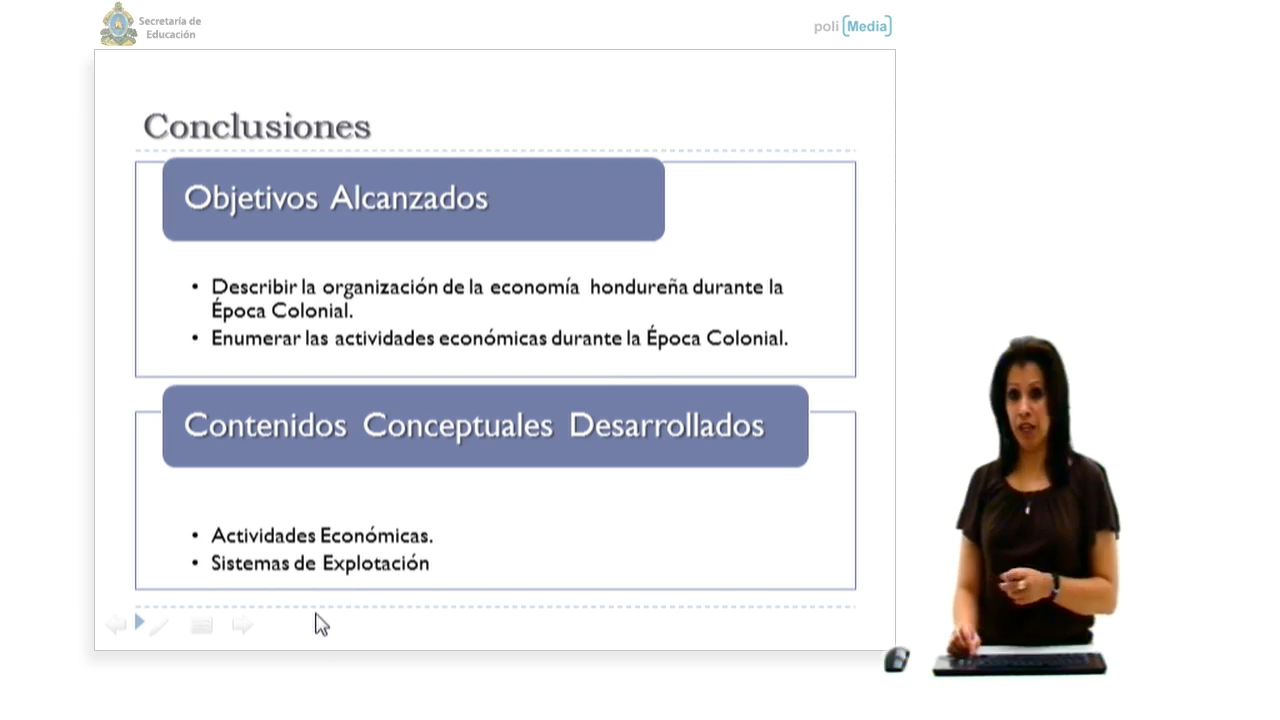 Secretaría de
Educación
poli [Media]
Conclusiones
Objetivos Alcanzados
• Describir la organización de la economía hondureña durante la
Época Colonial.
• Enumerar las actividades económicas durante la Época Colonial.
Contenidos Conceptuales Desarrollados
• Actividades Económicas.
• Sistemas de Explotación